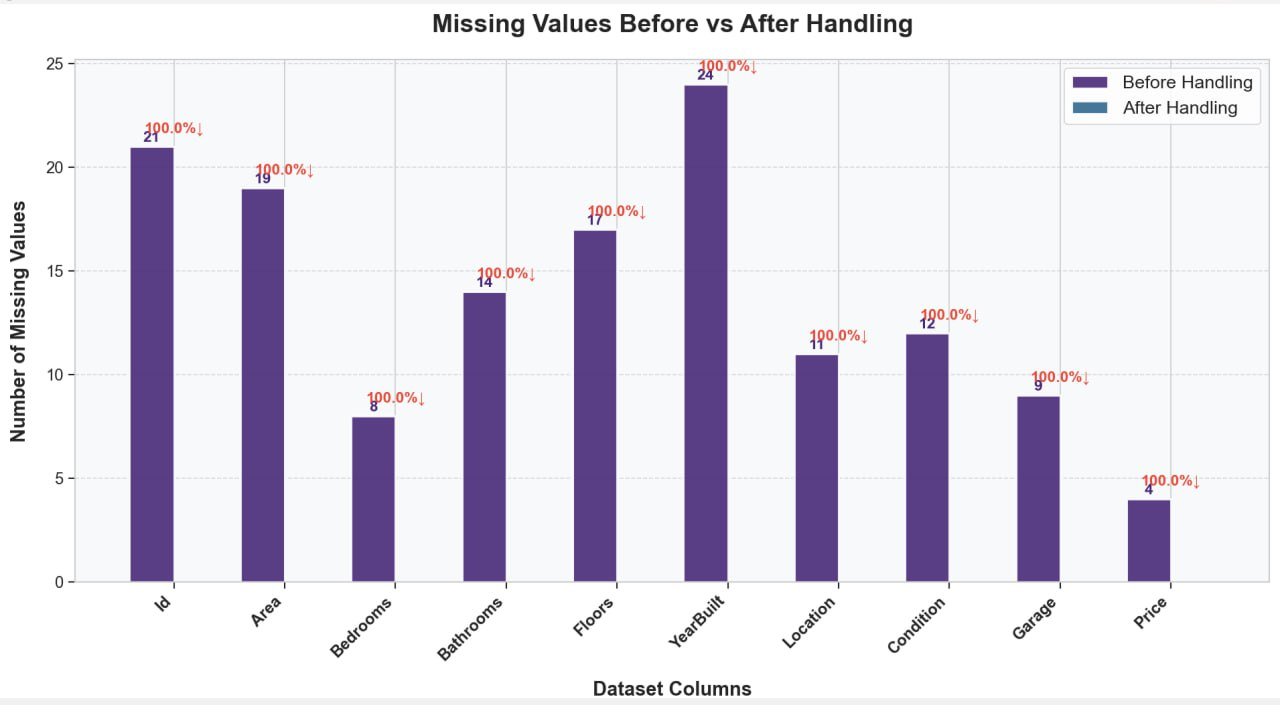 Missing Values Before vs After Handling
Number of Missing Values
25
20
15
10
5
0
Before Handling
After Handling
100.0%↓
21
100.0%↓
19
100.0%↓
8
100.0%↓
14
100.0%↓
17
100.0%↓
24
100.0%↓
11
100.0%↓
12
100.0%↓
9
100.0%↓
4
Id
Area
Bedrooms
Bathrooms
Floors
YearBuilt
Location
Condition
Garage
Price
Dataset Columns